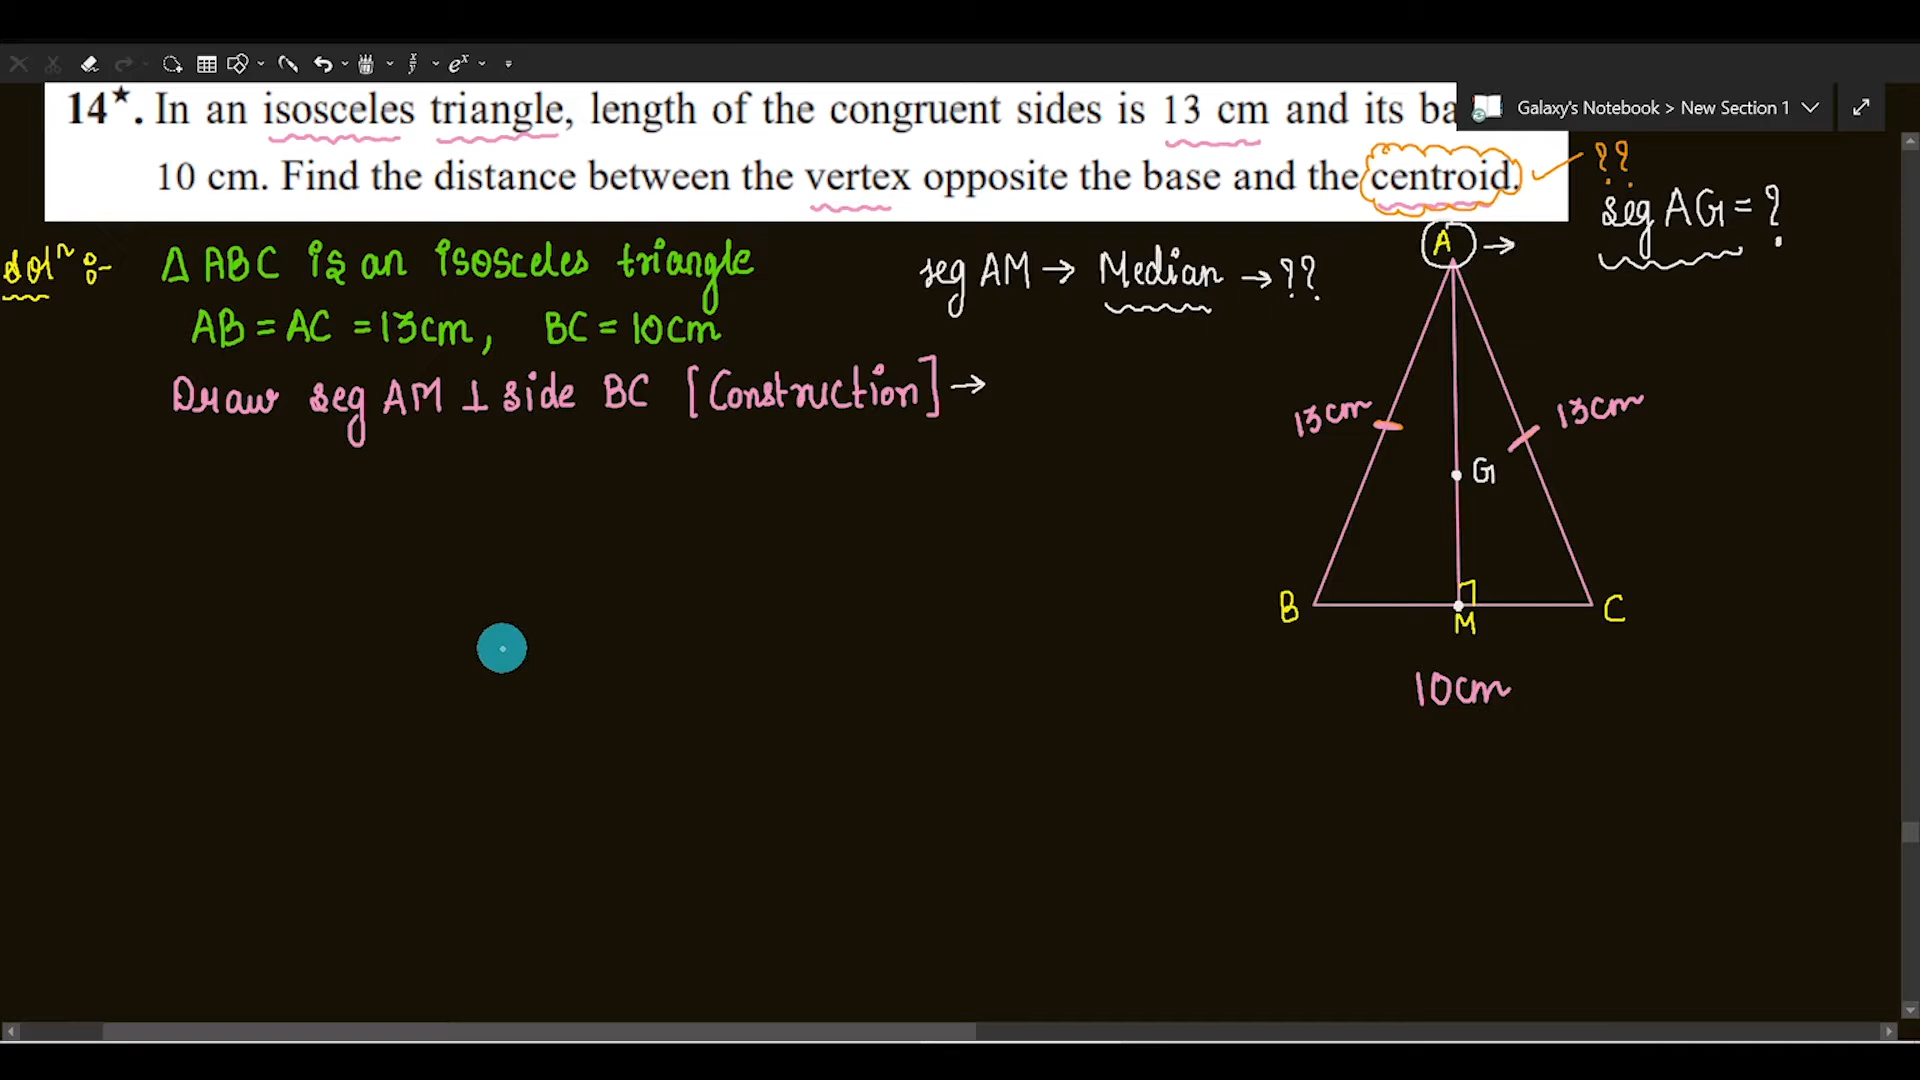 Galaxy's Notebook > New Section 1
14★. In an isosceles triangle, length of the congruent sides is 13 cm and its ba
10 cm. Find the distance between the vertex opposite the base and the centroid.
??
seg AG = ?
Solⁿ :-
Δ ABC is an isosceles triangle
seg AM → Median → ??
A →
AB = AC = 13cm, BC = 10cm
Draw seg AM ⊥ side BC [Construction] →
13cm
13cm
G
B
M
C
10cm